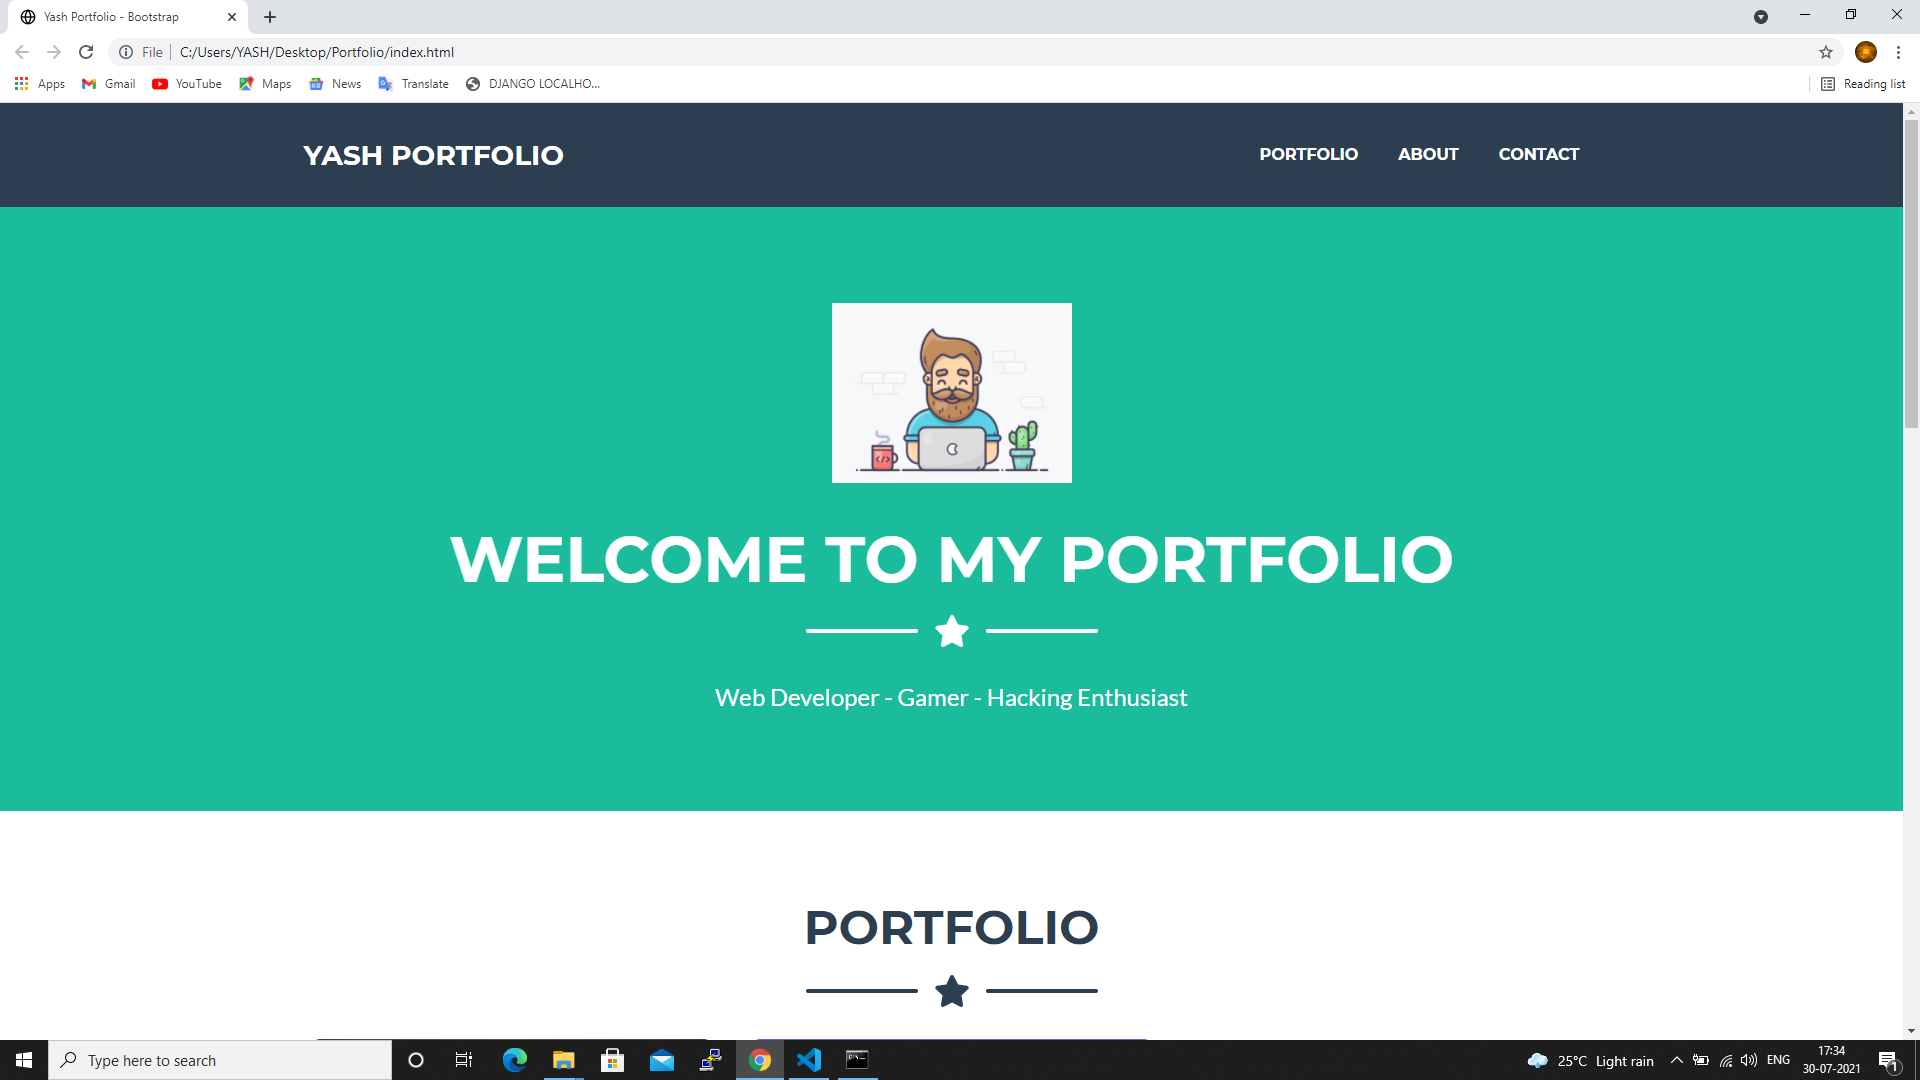 Yash Portfolio - Bootstrap
File
C:/Users/YASH/Desktop/Portfolio/index.html
Apps
Gmail
YouTube
Maps
News
Translate
DJANGO LOCALHO...
Reading list
YASH PORTFOLIO
PORTFOLIO
ABOUT
CONTACT
WELCOME TO MY PORTFOLIO
Web Developer - Gamer - Hacking Enthusiast
PORTFOLIO
Type here to search
25°C Light rain
ENG
17:34
30-07-2021
1